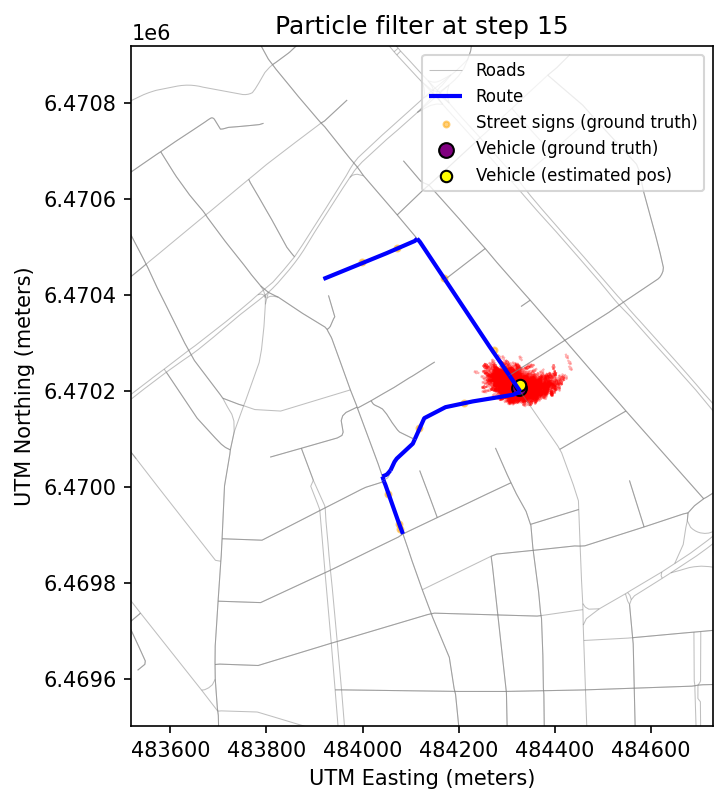 Particle filter at step 15
1e6
Roads
Route
Street signs (ground truth)
Vehicle (ground truth)
Vehicle (estimated pos)
6.4708
6.4706
6.4704
6.4702
6.4700
6.4698
6.4696
UTM Northing (meters)
483600 483800 484000 484200 484400 484600
UTM Easting (meters)